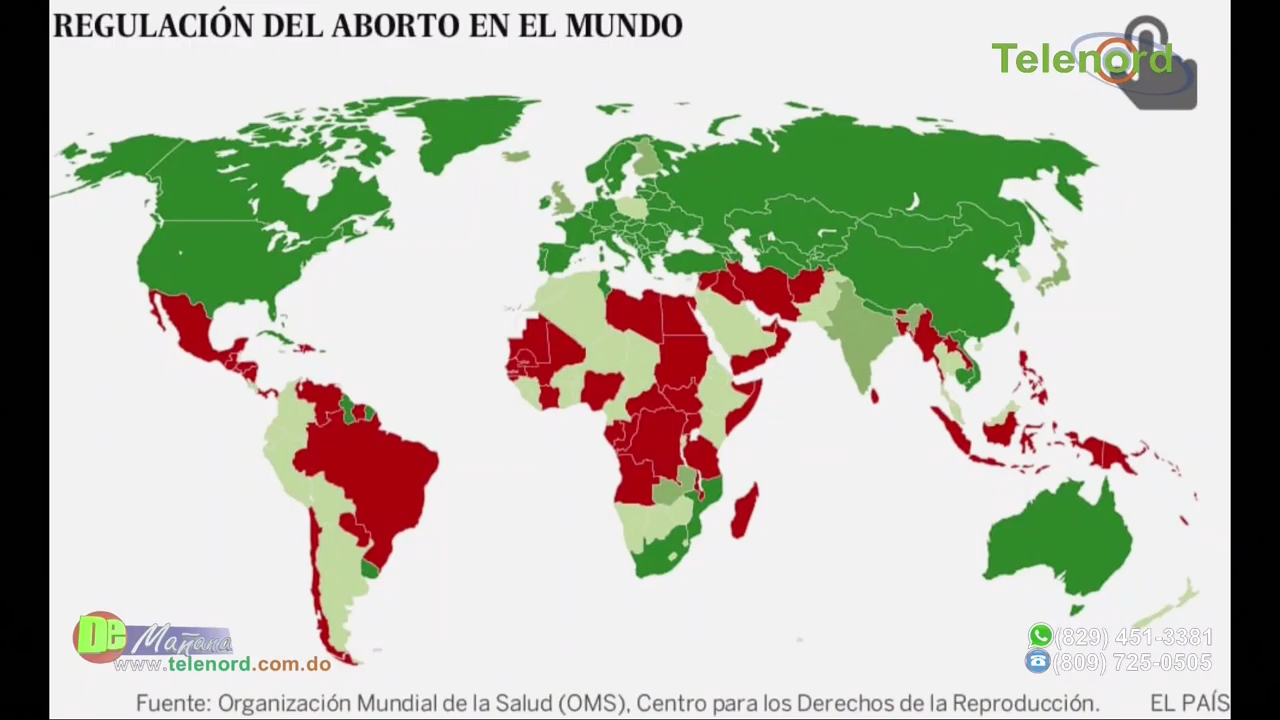 REGULACIÓN DEL ABORTO EN EL MUNDO
Telenord
De Mañana
www.telenord.com.do
(829) 451-3381
(809) 725-0505
Fuente: Organización Mundial de la Salud (OMS), Centro para los Derechos de la Reproducción. EL PAÍS